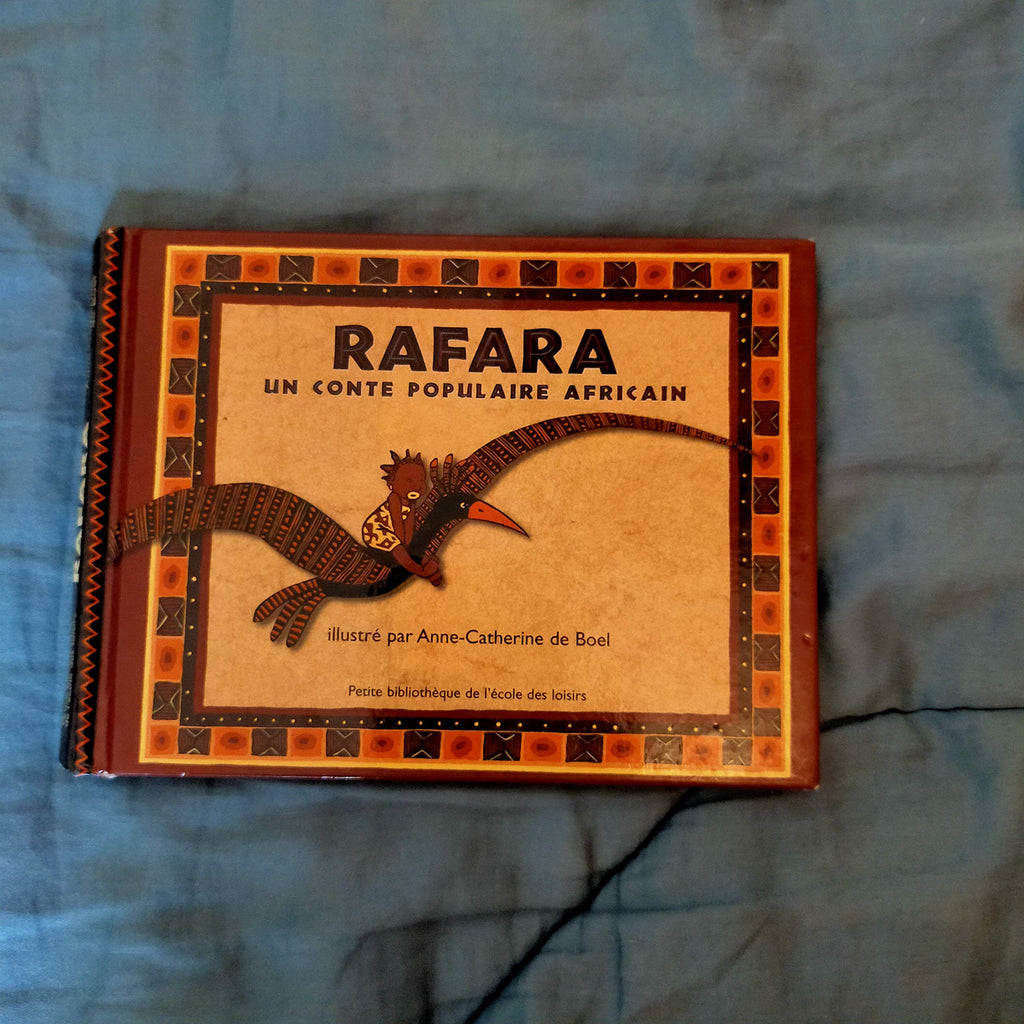 RAFARA
UN CONTE POPULAIRE AFRICAIN
illustré par Anne-Catherine de Boel
Petite bibliothèque de l'école des loisirs